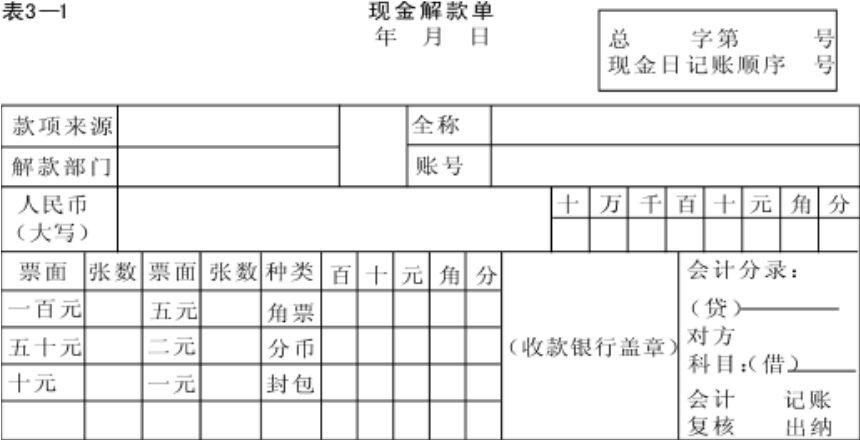 表3—1
现金解款单
年 月 日
总 字第 号
现金日记账顺序 号
款项来源 全称
解款部门 账号
人民币
（大写）
十 万 千 百 十 元 角 分
票面 张数 票面 张数 种类 百 十 元 角 分
一百元 五元 角票
五十元 二元 分币
十元 一元 封包
（收款银行盖章）
会计分录：
（贷）
对方
科目：（借）
会计 记账
复核 出纳